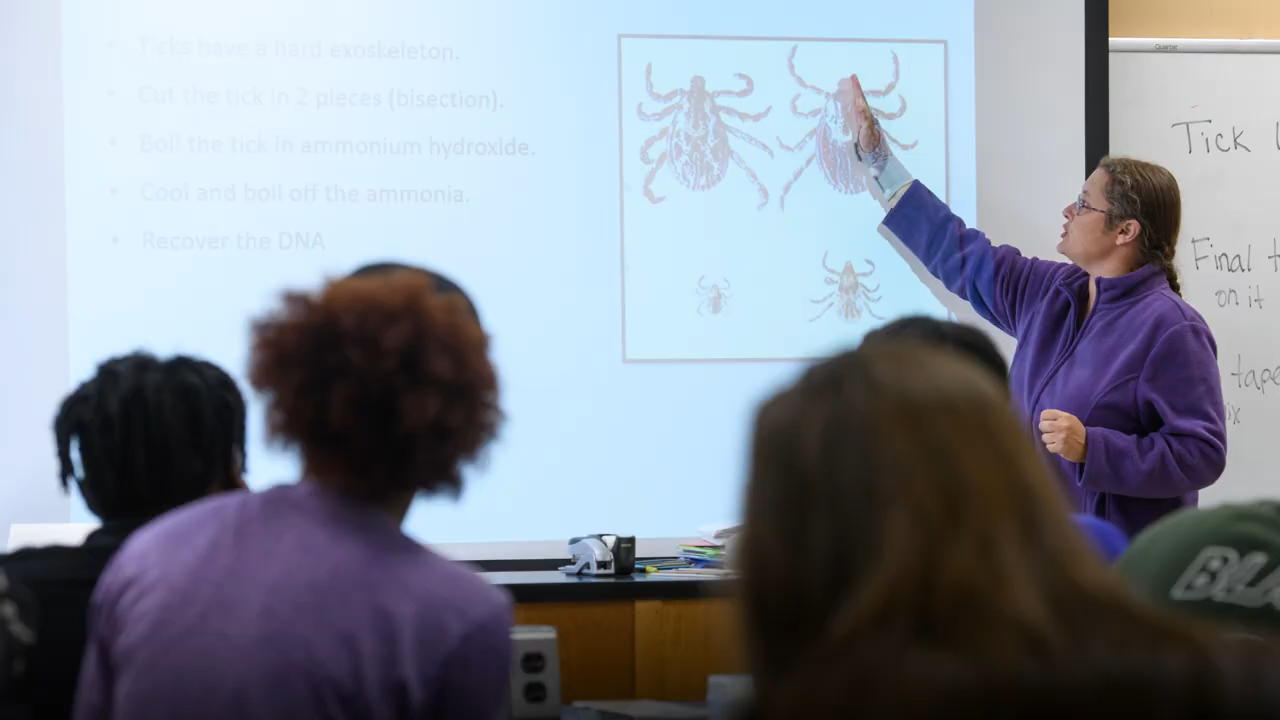 • Ticks have a hard exoskeleton.
• Cut the tick in 2 pieces (bisection).
• Boil the tick in ammonium hydroxide.
• Cool and boil off the ammonia.
• Recover the DNA
Quartet
Tick
Final
on it
tape